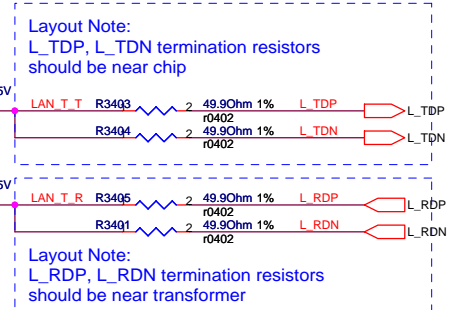 Layout Note:
L_TDP, L_TDN termination resistors
should be near chip
5V
LAN_T_T R3403 2 49.9Ohm 1% L_TDP L_TDP
r0402
R3404 2 49.9Ohm 1% L_TDN L_TDN
r0402
5V
LAN_T_R R3405 2 49.9Ohm 1% L_RDP L_RDP
r0402
R3401 2 49.9Ohm 1% L_RDN L_RDN
r0402
Layout Note:
L_RDP, L_RDN termination resistors
should be near transformer